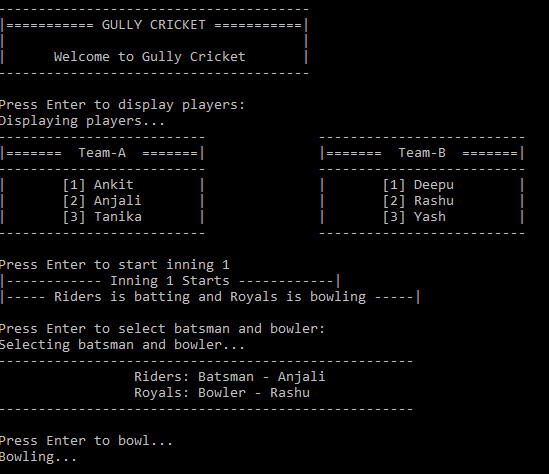 ---------------------------------------
|=========== GULLY CRICKET ===========|
|                                     |
|      Welcome to Gully Cricket       |
---------------------------------------
Press Enter to display players:
Displaying players...
--------------------------              --------------------------
|=======  Team-A  =======|              |=======  Team-B  =======|
--------------------------              --------------------------
|       [1] Ankit        |              |       [1] Deepu        |
|       [2] Anjali       |              |       [2] Rashu        |
|       [3] Tanika       |              |       [3] Yash         |
--------------------------              --------------------------
Press Enter to start inning 1
|------------ Inning 1 Starts ------------|
|----- Riders is batting and Royals is bowling -----|
Press Enter to select batsman and bowler:
Selecting batsman and bowler...
----------------------------------------------------
Riders: Batsman - Anjali
Royals: Bowler - Rashu
----------------------------------------------------
Press Enter to bowl...
Bowling...